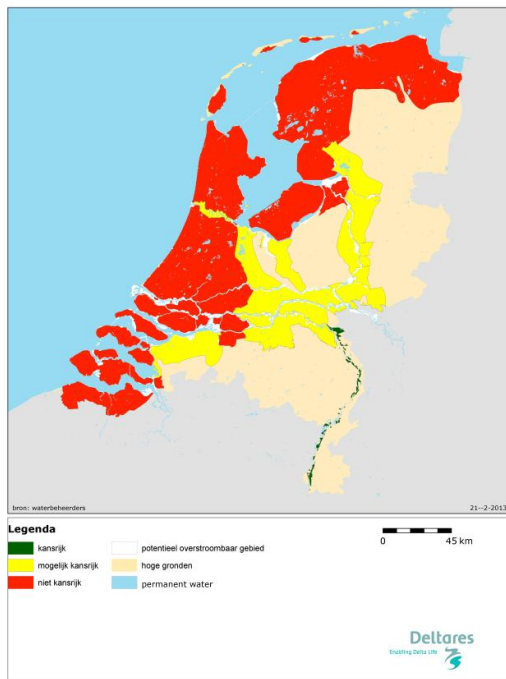 bron: waterbeheerders
21--2-2013
Legenda
kansrijk
mogelijk kansrijk
niet kansrijk
potentieel overstroombaar gebied
hoge gronden
permanent water
0 45 km
Deltares
Enabling Delta Life